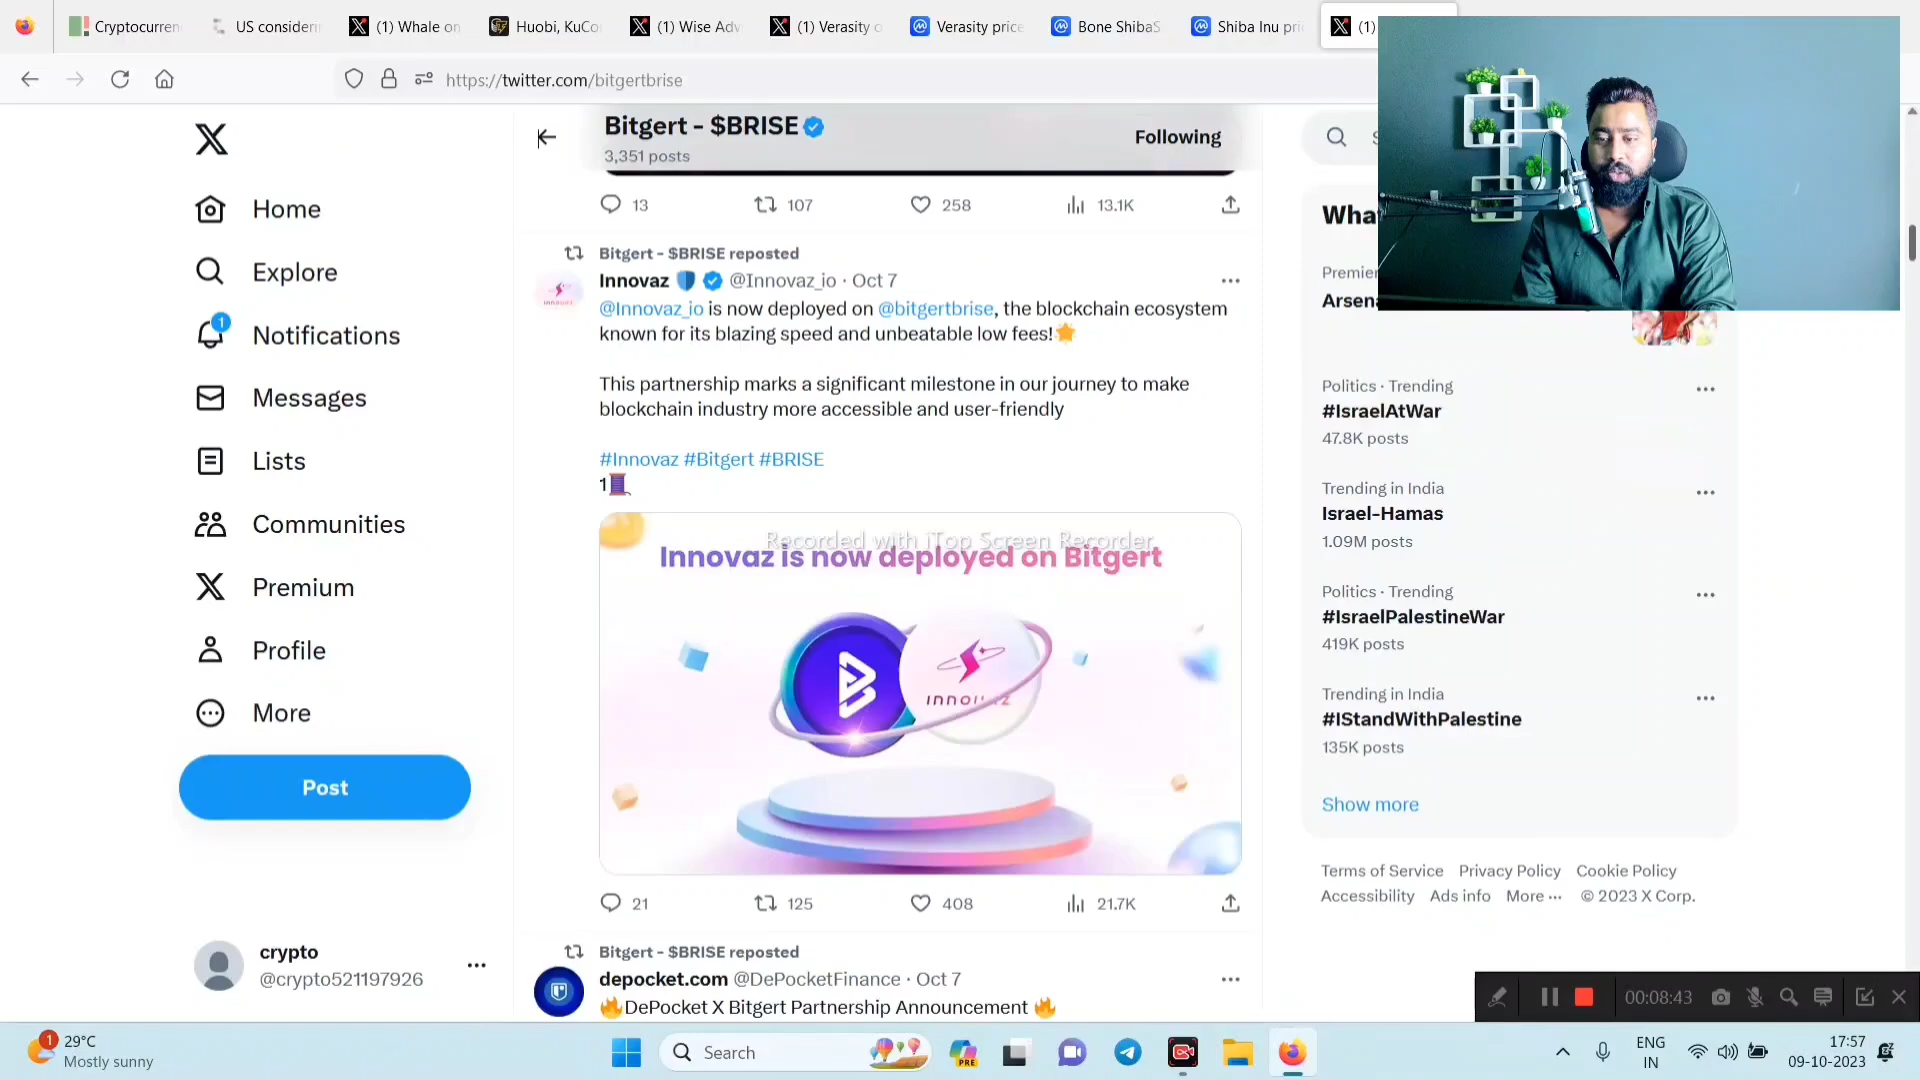 Cryptocurren
US considerin
(1) Whale on
Huobi, KuCo
(1) Wise Adv
(1) Verasity o
Verasity price
Bone ShibaS
Shiba Inu pri
(1)
https://twitter.com/bitgertbrise
Bitgert - $BRISE
3,351 posts
Following
13 107 258 13.1K
Home
Explore
1
Notifications
Messages
Lists
Communities
Premium
Profile
More
Post
crypto
@crypto521197926
Bitgert - $BRISE reposted
Innovaz @Innovaz_io · Oct 7
@Innovaz_io is now deployed on @bitgertbrise, the blockchain ecosystem
known for its blazing speed and unbeatable low fees!
This partnership marks a significant milestone in our journey to make
blockchain industry more accessible and user-friendly
#Innovaz #Bitgert #BRISE
1
Recorded with iTop Screen Recorder
Innovaz is now deployed on Bitgert
21 125 408 21.7K
Bitgert - $BRISE reposted
depocket.com @DePocketFinance · Oct 7
DePocket X Bitgert Partnership Announcement
Wha
Premier
Arsena
Politics · Trending
#IsraelAtWar
47.8K posts
Trending in India
Israel-Hamas
1.09M posts
Politics · Trending
#IsraelPalestineWar
419K posts
Trending in India
#IStandWithPalestine
135K posts
Show more
Terms of Service Privacy Policy Cookie Policy
Accessibility Ads info More ··· © 2023 X Corp.
00:08:43
1
29°C
Mostly sunny
Search
PRE
ENG
IN
17:57
09-10-2023